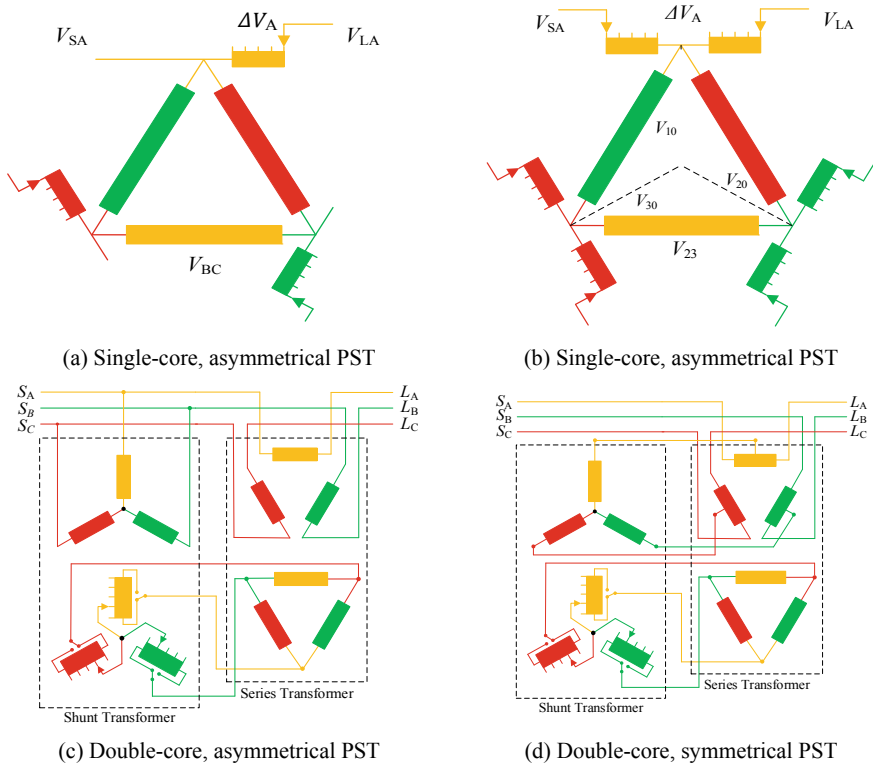 V_SA ΔV_A V_LA
V_BC
(a) Single-core, asymmetrical PST
ΔV_A
V_SA V_LA
V_10
V_20
V_30
V_23
(b) Single-core, asymmetrical PST
S_A L_A
S_B L_B
S_C L_C
Series Transformer
Shunt Transformer
(c) Double-core, asymmetrical PST
S_A L_A
S_B L_B
S_C L_C
Series Transformer
Shunt Transformer
(d) Double-core, symmetrical PST